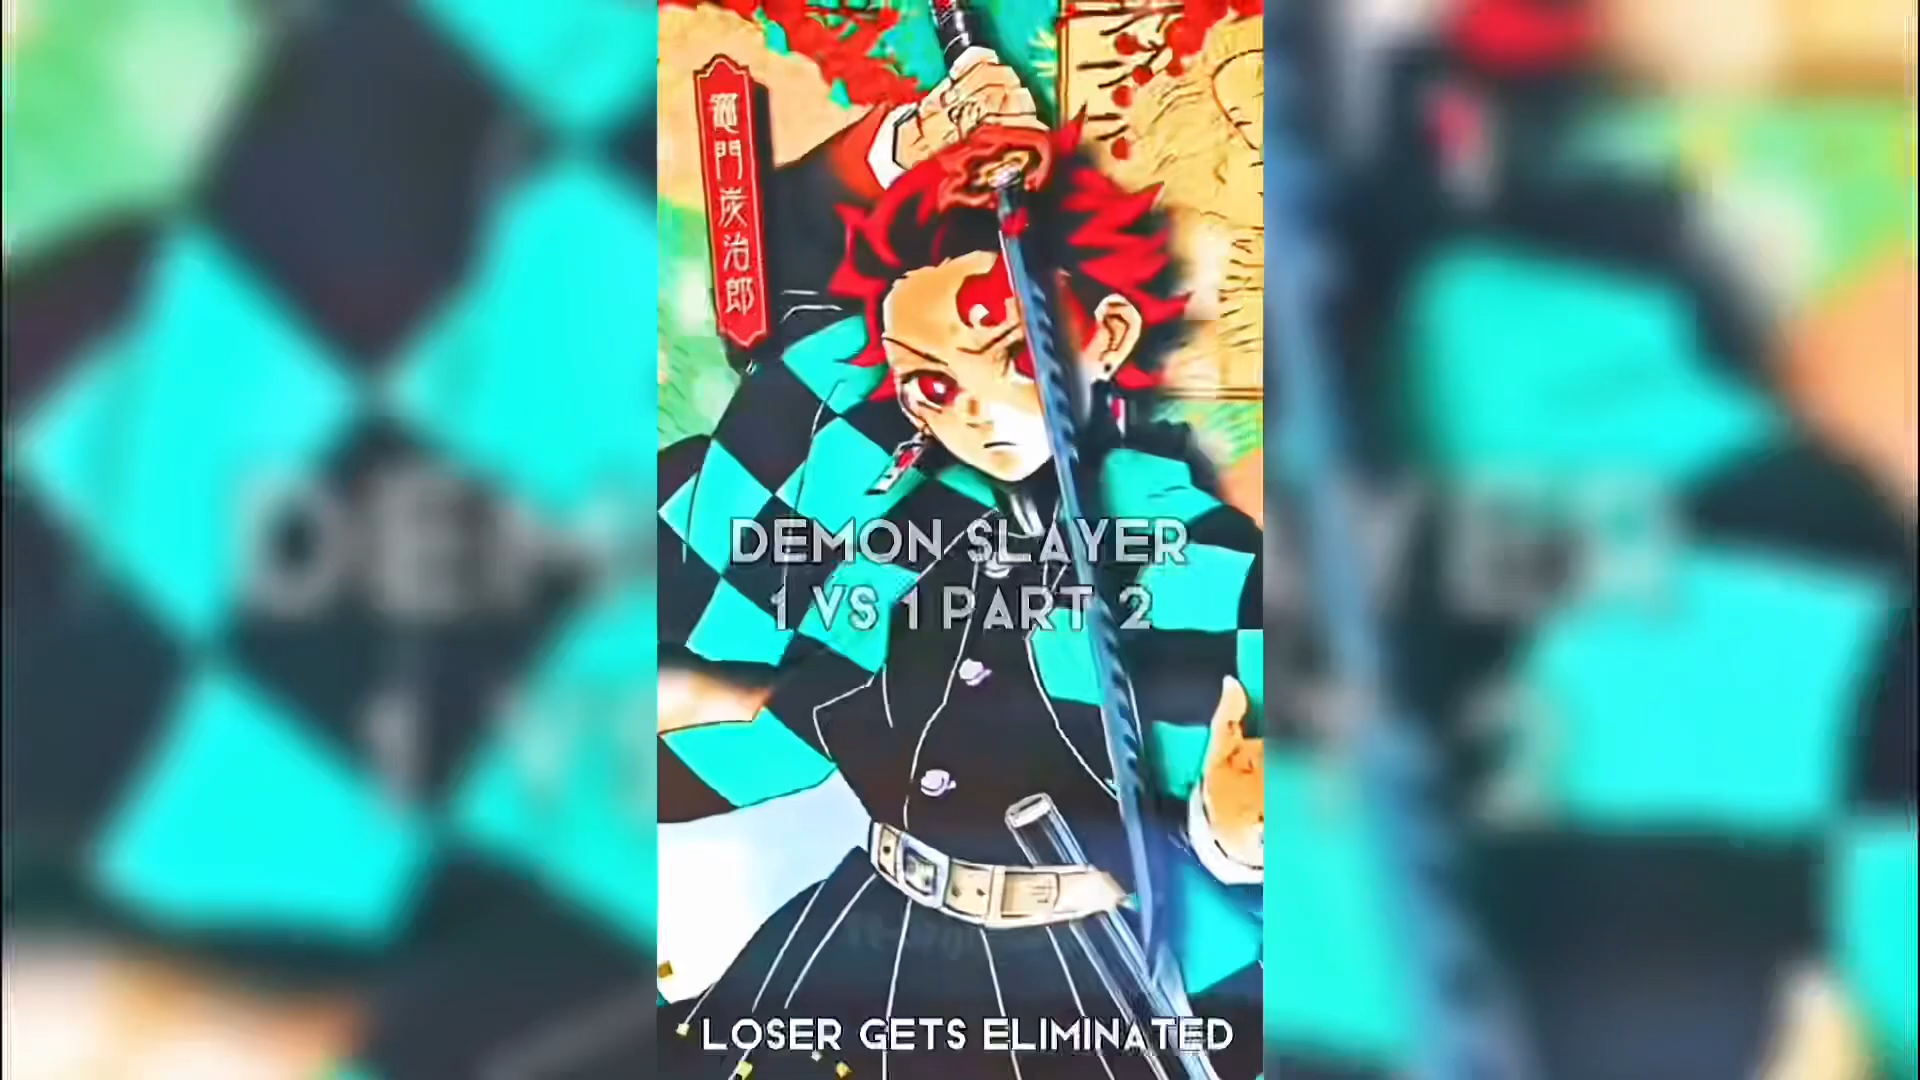 竈門炭治郎
DEMON SLAYER
1 VS 1 PART 2
LOSER GETS ELIMINATED